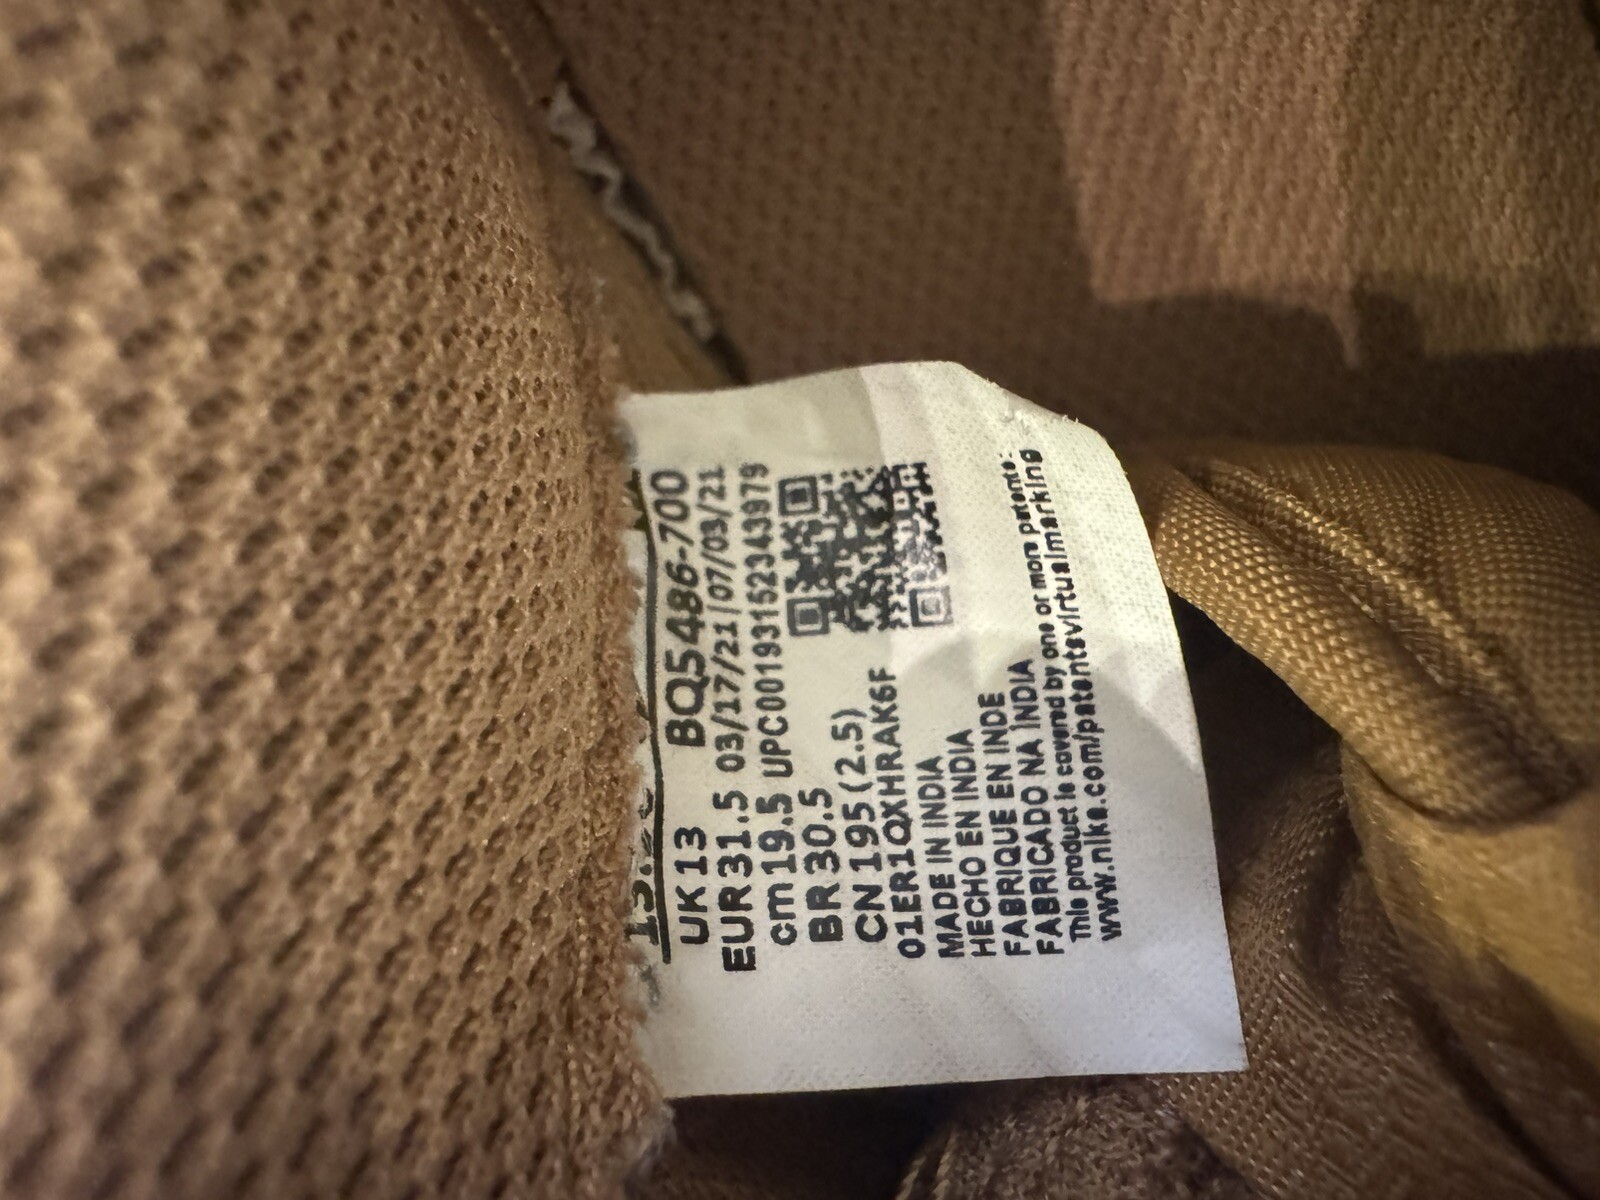 UK 13 BQ5486-700
EUR 31.5 03/17/21 | 07/03/21
cm 19.5 UPC00193152343979
BR 30.5
CN 195 (2.5)
01ER1QXHRAK6F
MADE IN INDIA
HECHO EN INDIA
FABRIQUE EN INDE
FABRICADO NA INDIA
This product is covered by one or more patents:
www.nike.com/patentsvirtualmarking